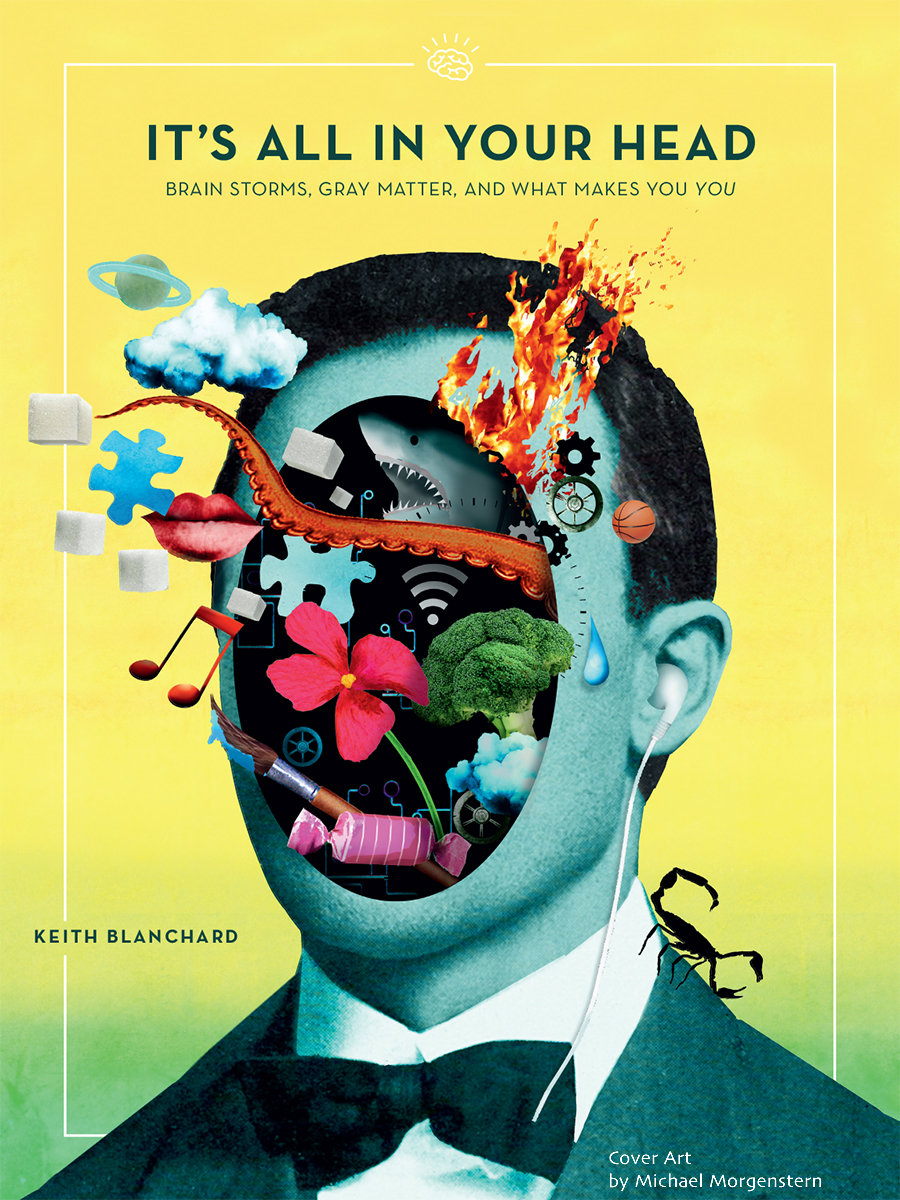 IT'S ALL IN YOUR HEAD
BRAIN STORMS, GRAY MATTER, AND WHAT MAKES YOU YOU
KEITH BLANCHARD
Cover Art
by Michael Morgenstern